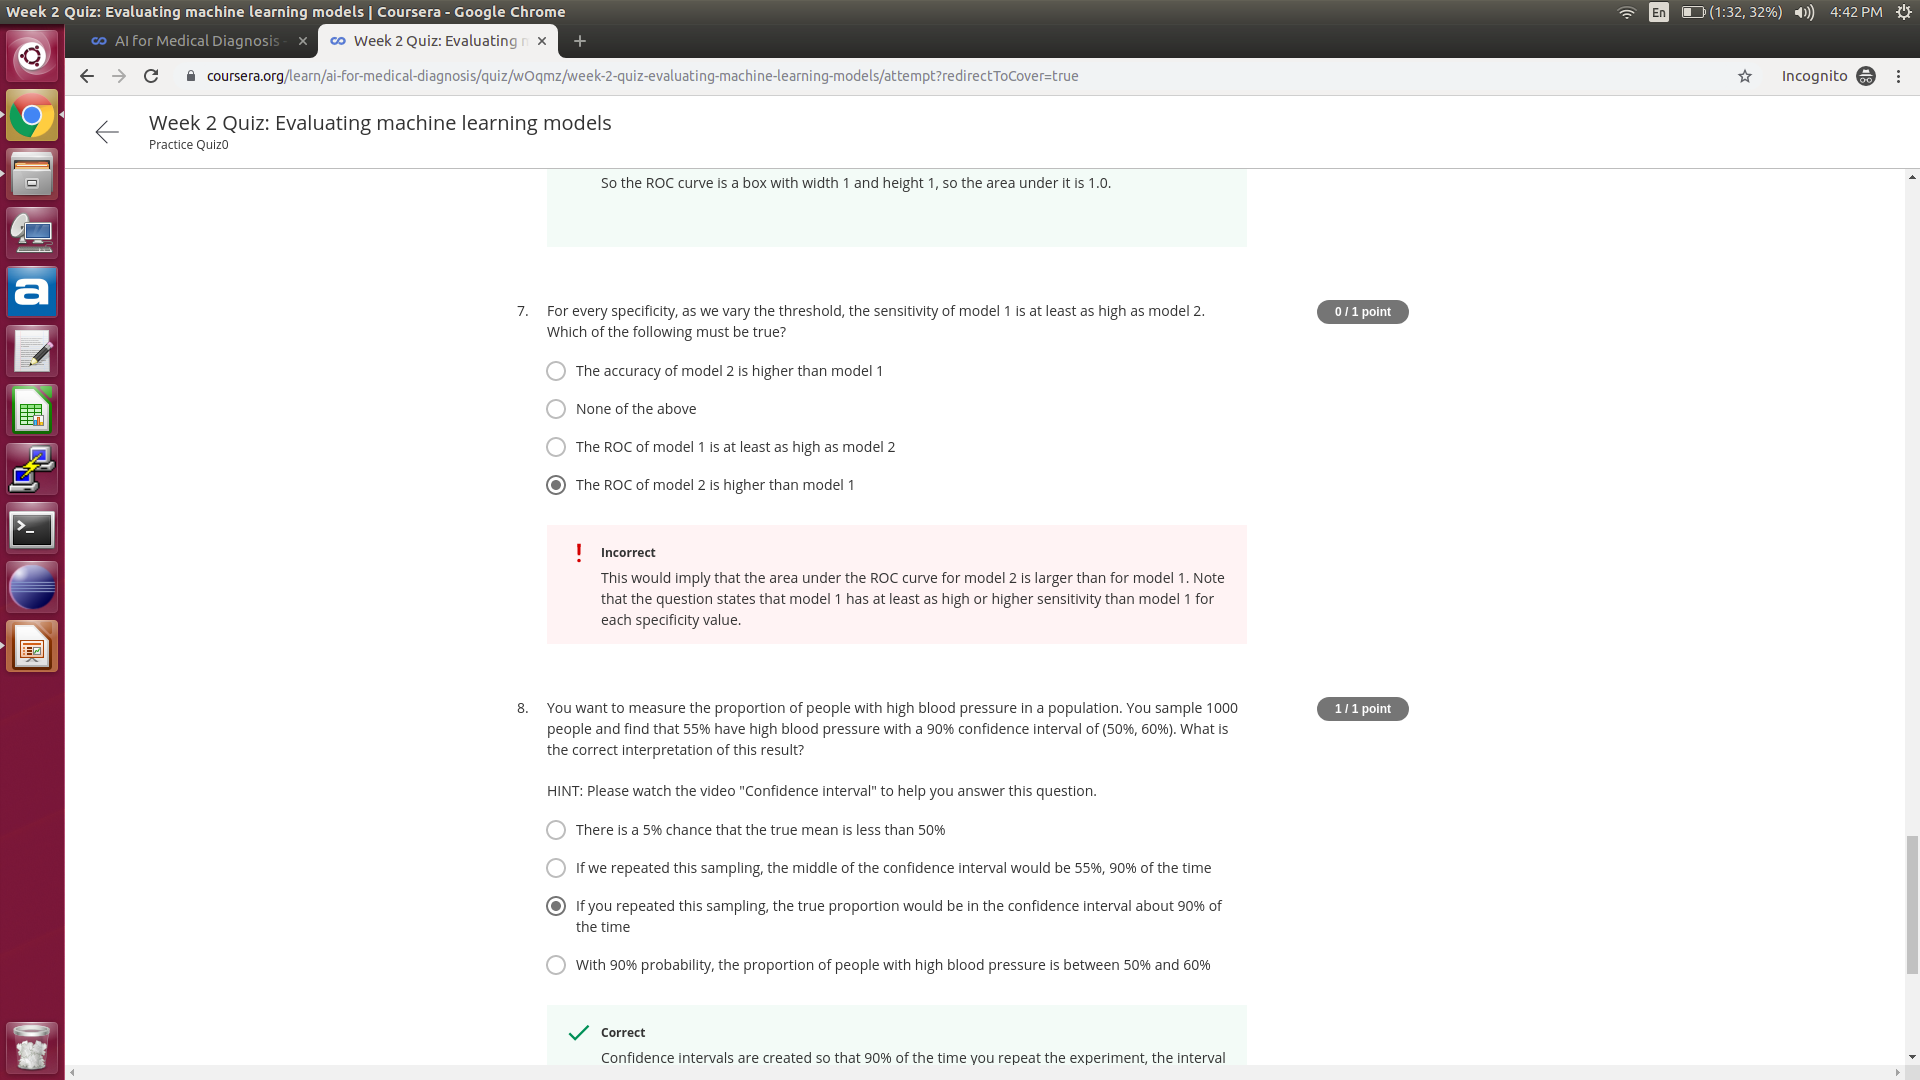 Week 2 Quiz: Evaluating machine learning models | Coursera - Google Chrome
En
(1:32, 32%)
4:42 PM
AI for Medical Diagnosis
Week 2 Quiz: Evaluating
coursera.org/learn/ai-for-medical-diagnosis/quiz/wOqmz/week-2-quiz-evaluating-machine-learning-models/attempt?redirectToCover=true
Incognito
Week 2 Quiz: Evaluating machine learning models
Practice Quiz0
So the ROC curve is a box with width 1 and height 1, so the area under it is 1.0.
7. For every specificity, as we vary the threshold, the sensitivity of model 1 is at least as high as model 2.
Which of the following must be true?
0 / 1 point
The accuracy of model 2 is higher than model 1
None of the above
The ROC of model 1 is at least as high as model 2
The ROC of model 2 is higher than model 1
! Incorrect
This would imply that the area under the ROC curve for model 2 is larger than for model 1. Note
that the question states that model 1 has at least as high or higher sensitivity than model 1 for
each specificity value.
8. You want to measure the proportion of people with high blood pressure in a population. You sample 1000
people and find that 55% have high blood pressure with a 90% confidence interval of (50%, 60%). What is
the correct interpretation of this result?
1 / 1 point
HINT: Please watch the video "Confidence interval" to help you answer this question.
There is a 5% chance that the true mean is less than 50%
If we repeated this sampling, the middle of the confidence interval would be 55%, 90% of the time
If you repeated this sampling, the true proportion would be in the confidence interval about 90% of
the time
With 90% probability, the proportion of people with high blood pressure is between 50% and 60%
Correct
Confidence intervals are created so that 90% of the time you repeat the experiment, the interval